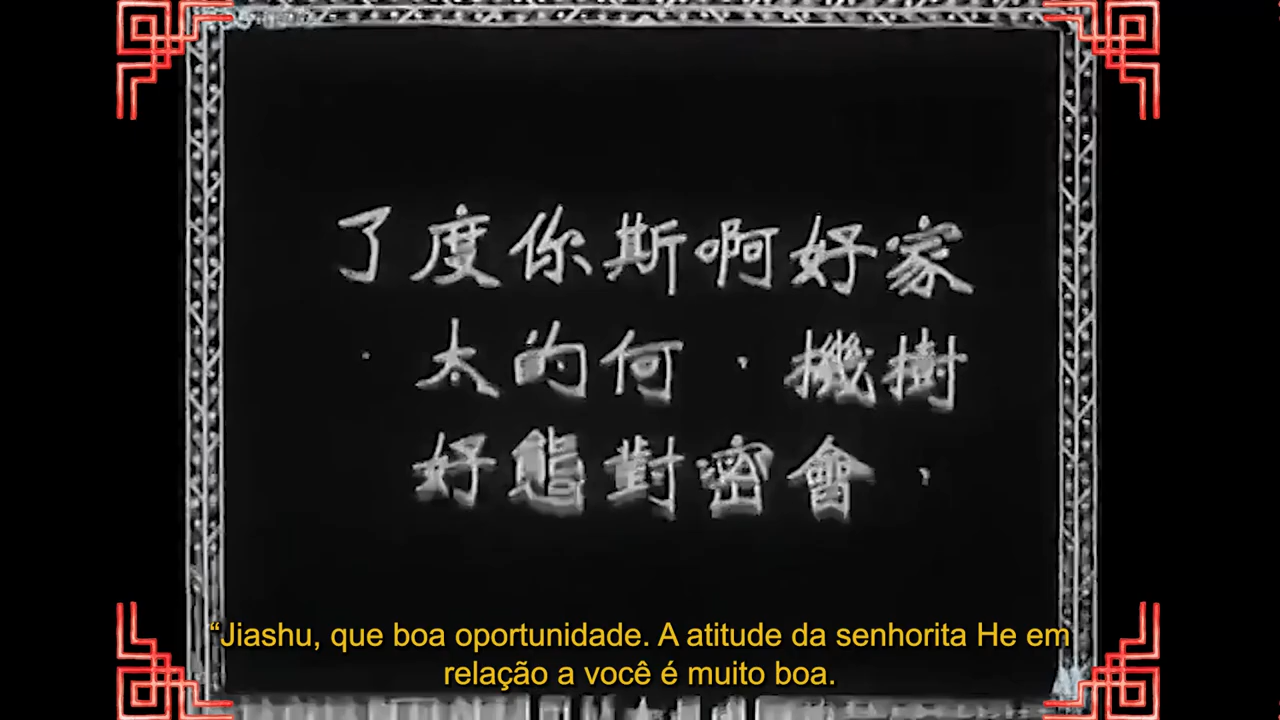 家樹，
好機會
啊．密
斯何對
你的態
度太好
了．
“Jiashu, que boa oportunidade. A atitude da senhorita He em
relação a você é muito boa.